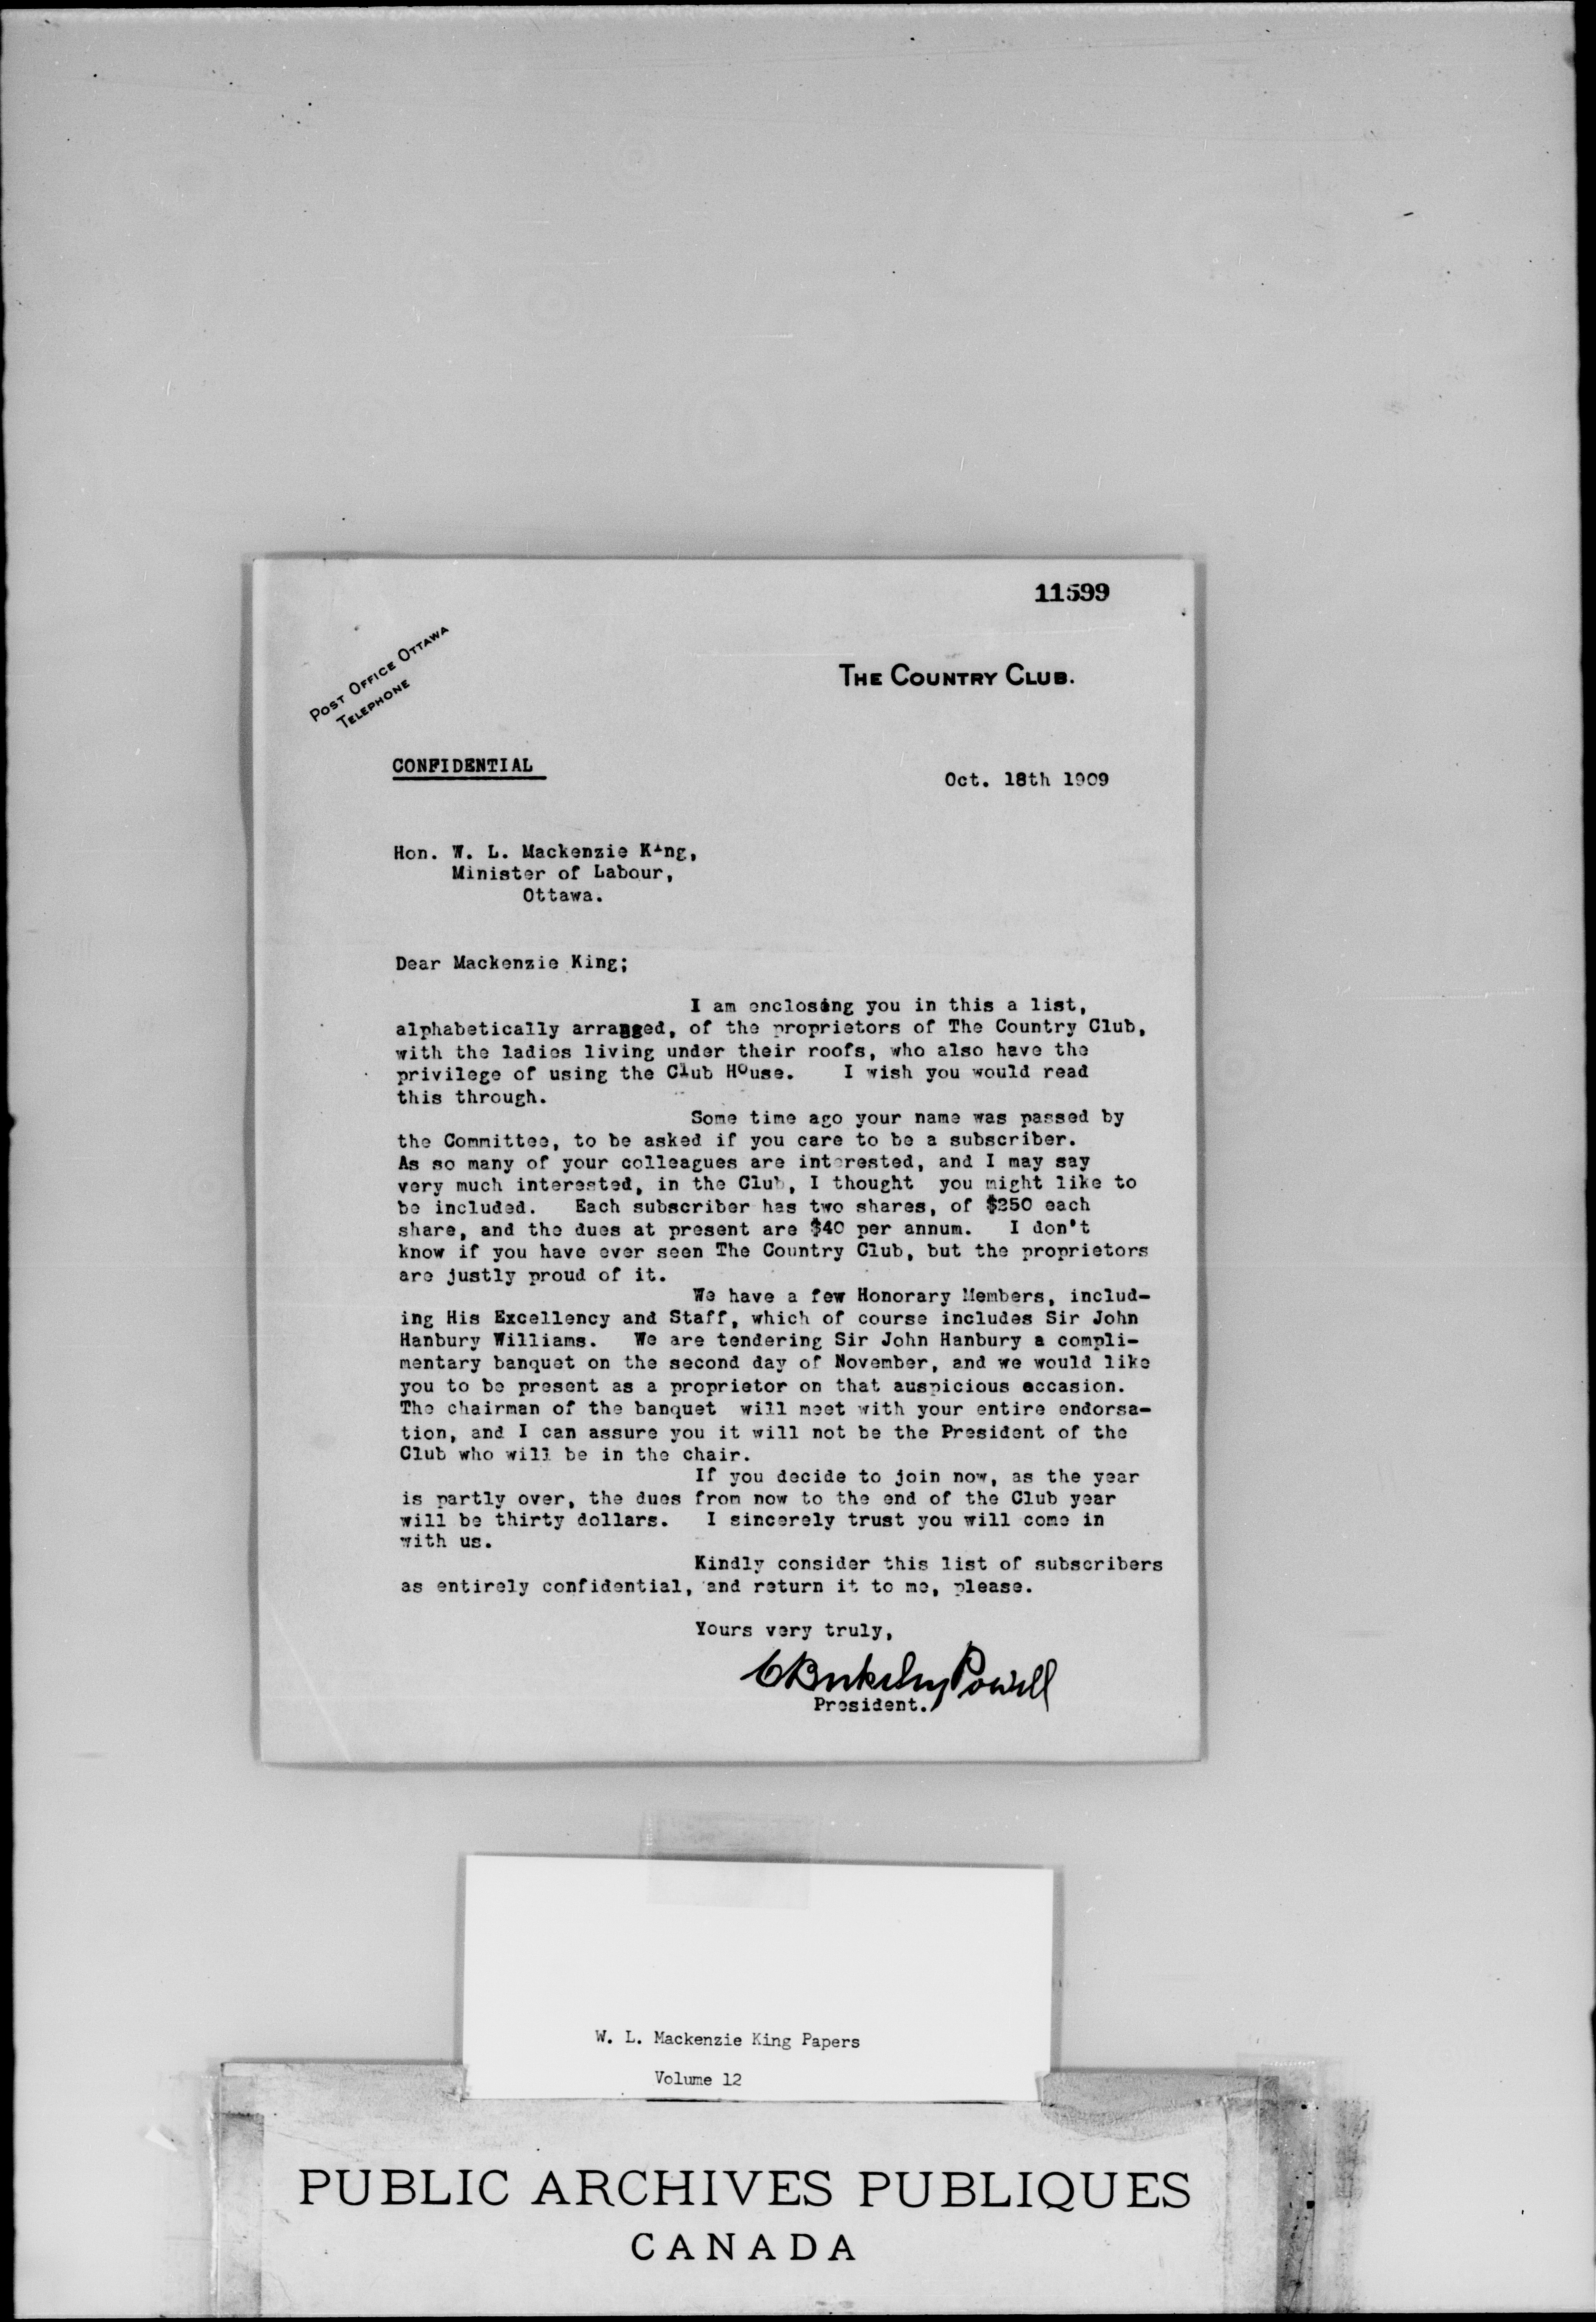 11599
POST OFFICE OTTAWA
TELEPHONE
THE COUNTRY CLUB.
CONFIDENTIAL
Oct. 18th 1909
Hon. W. L. Mackenzie King,
Minister of Labour,
Ottawa.
Dear Mackenzie King;
I am enclosing you in this a list,
alphabetically arranged, of the proprietors of The Country Club,
with the ladies living under their roofs, who also have the
privilege of using the Club House. I wish you would read
this through.
Some time ago your name was passed by
the Committee, to be asked if you care to be a subscriber.
As so many of your colleagues are interested, and I may say
very much interested, in the Club, I thought you might like to
be included. Each subscriber has two shares, of $250 each
share, and the dues at present are $40 per annum. I don't
know if you have ever seen The Country Club, but the proprietors
are justly proud of it.
We have a few Honorary Members, includ-
ing His Excellency and Staff, which of course includes Sir John
Hanbury Williams. We are tendering Sir John Hanbury a compli-
mentary banquet on the second day of November, and we would like
you to be present as a proprietor on that auspicious occasion.
The chairman of the banquet will meet with your entire endorsa-
tion, and I can assure you it will not be the President of the
Club who will be in the chair.
If you decide to join now, as the year
is partly over, the dues from now to the end of the Club year
will be thirty dollars. I sincerely trust you will come in
with us.
Kindly consider this list of subscribers
as entirely confidential, and return it to me, please.
Yours very truly,
C Berkeley Powell
President.
W. L. Mackenzie King Papers
Volume 12
PUBLIC ARCHIVES PUBLIQUES
CANADA